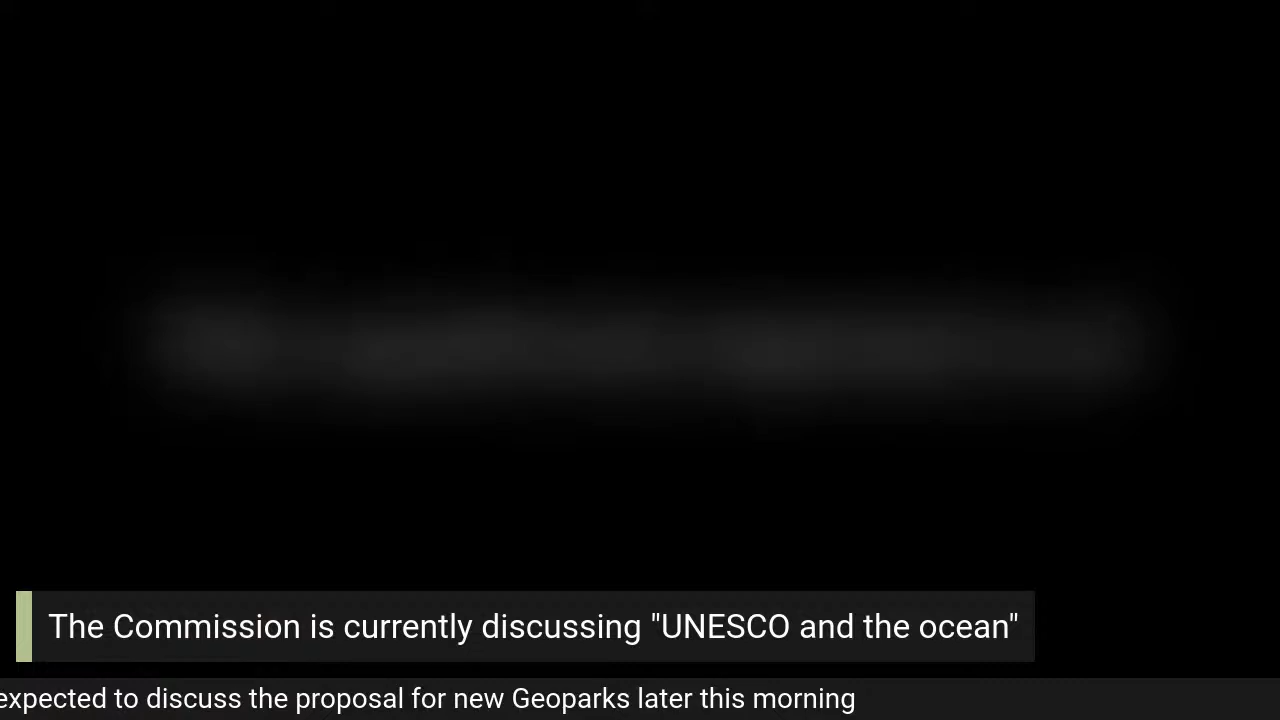 The Commission is currently discussing "UNESCO and the ocean"
expected to discuss the proposal for new Geoparks later this morning